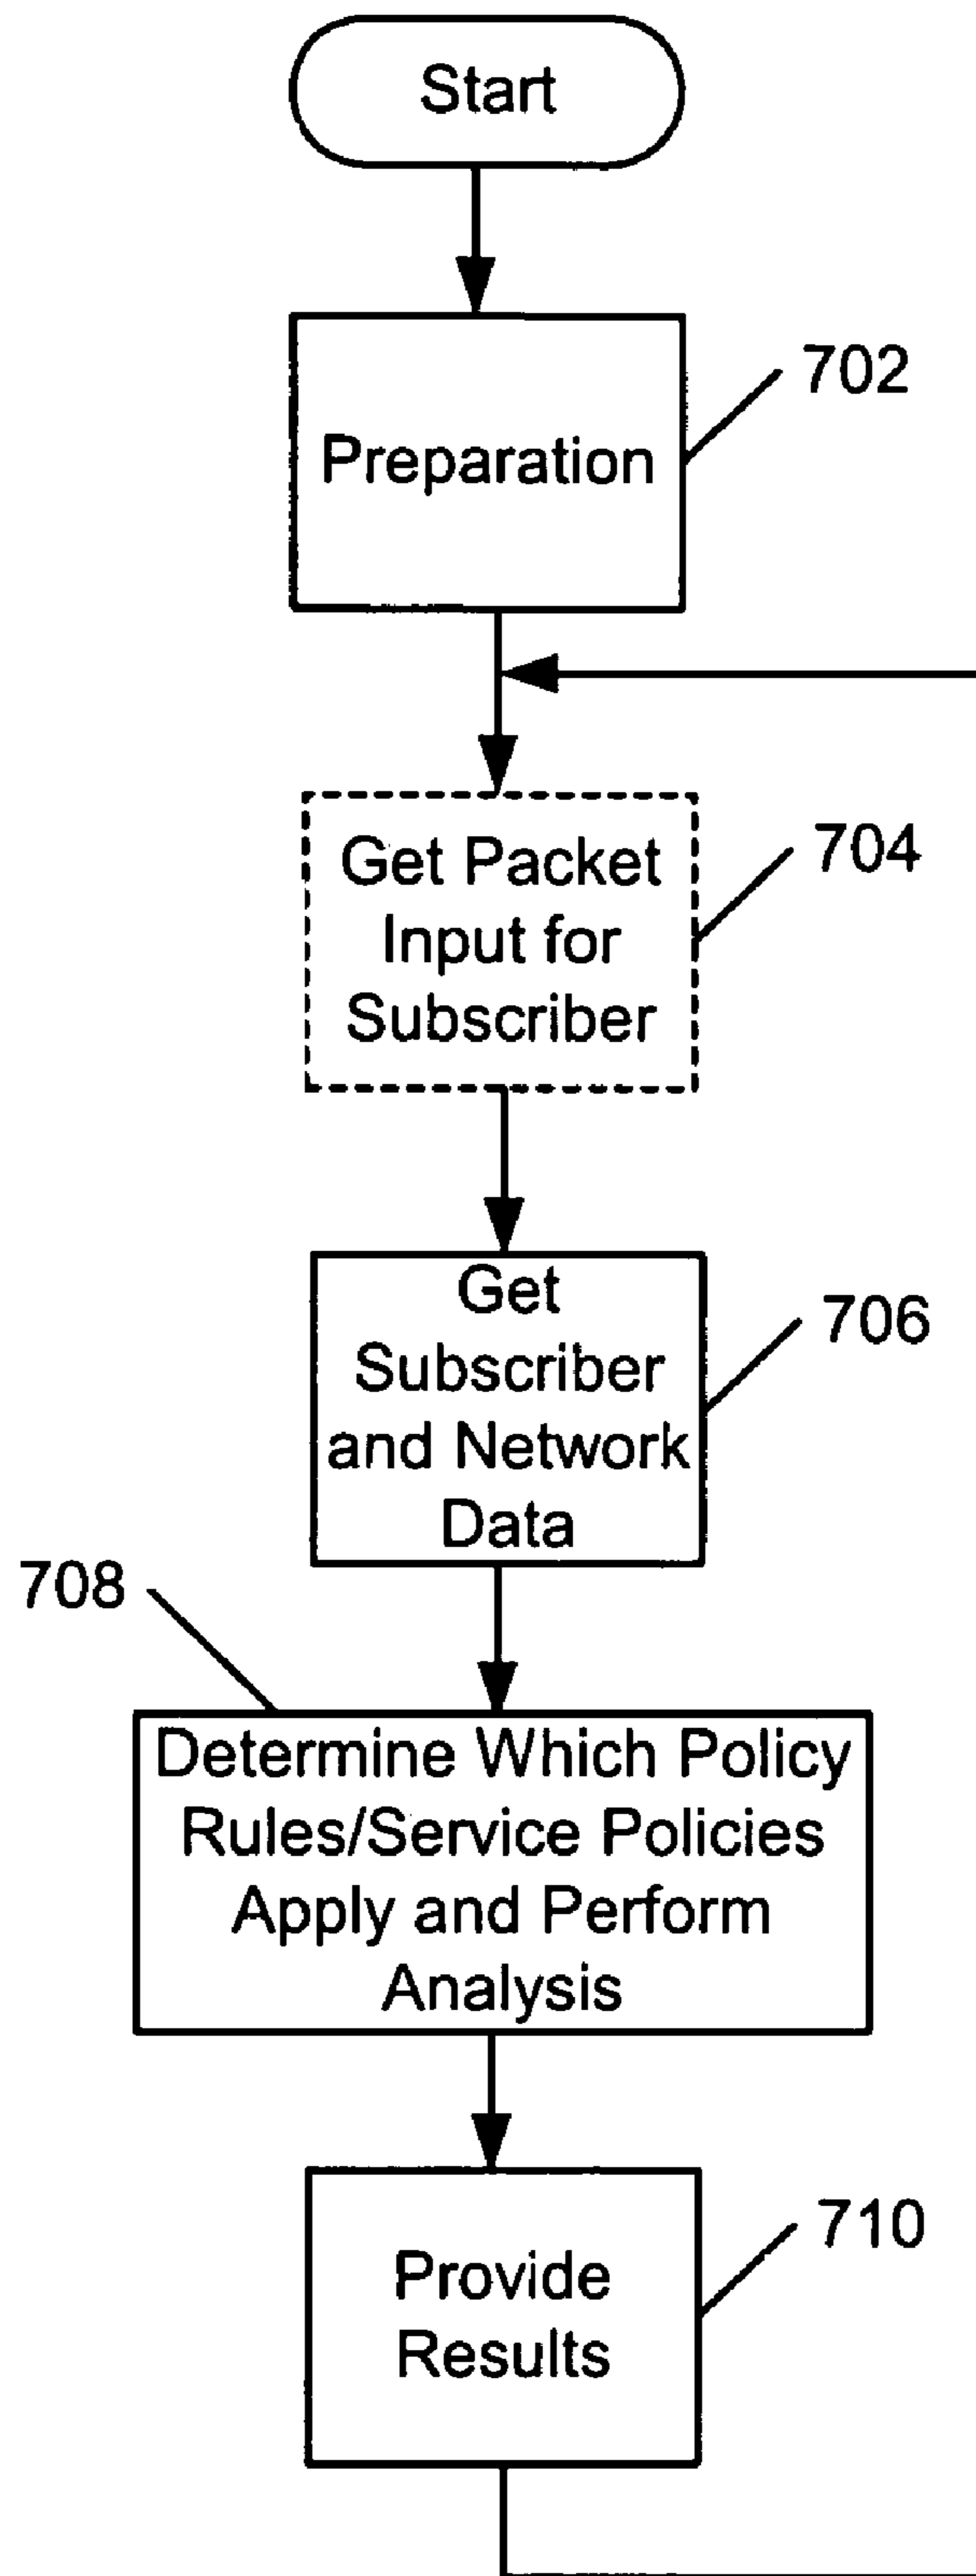 Start
702
Preparation
704
Get Packet
Input for
Subscriber
706
Get
Subscriber
and Network
Data
708
Determine Which Policy
Rules/Service Policies
Apply and Perform
Analysis
710
Provide
Results